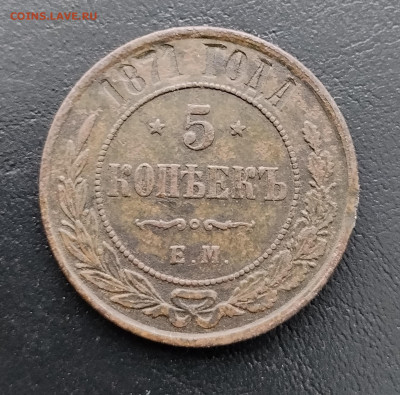 COINS.LAVE.RU
1871 ГОДА
5
КОПѢЕКЪ
Е.М.